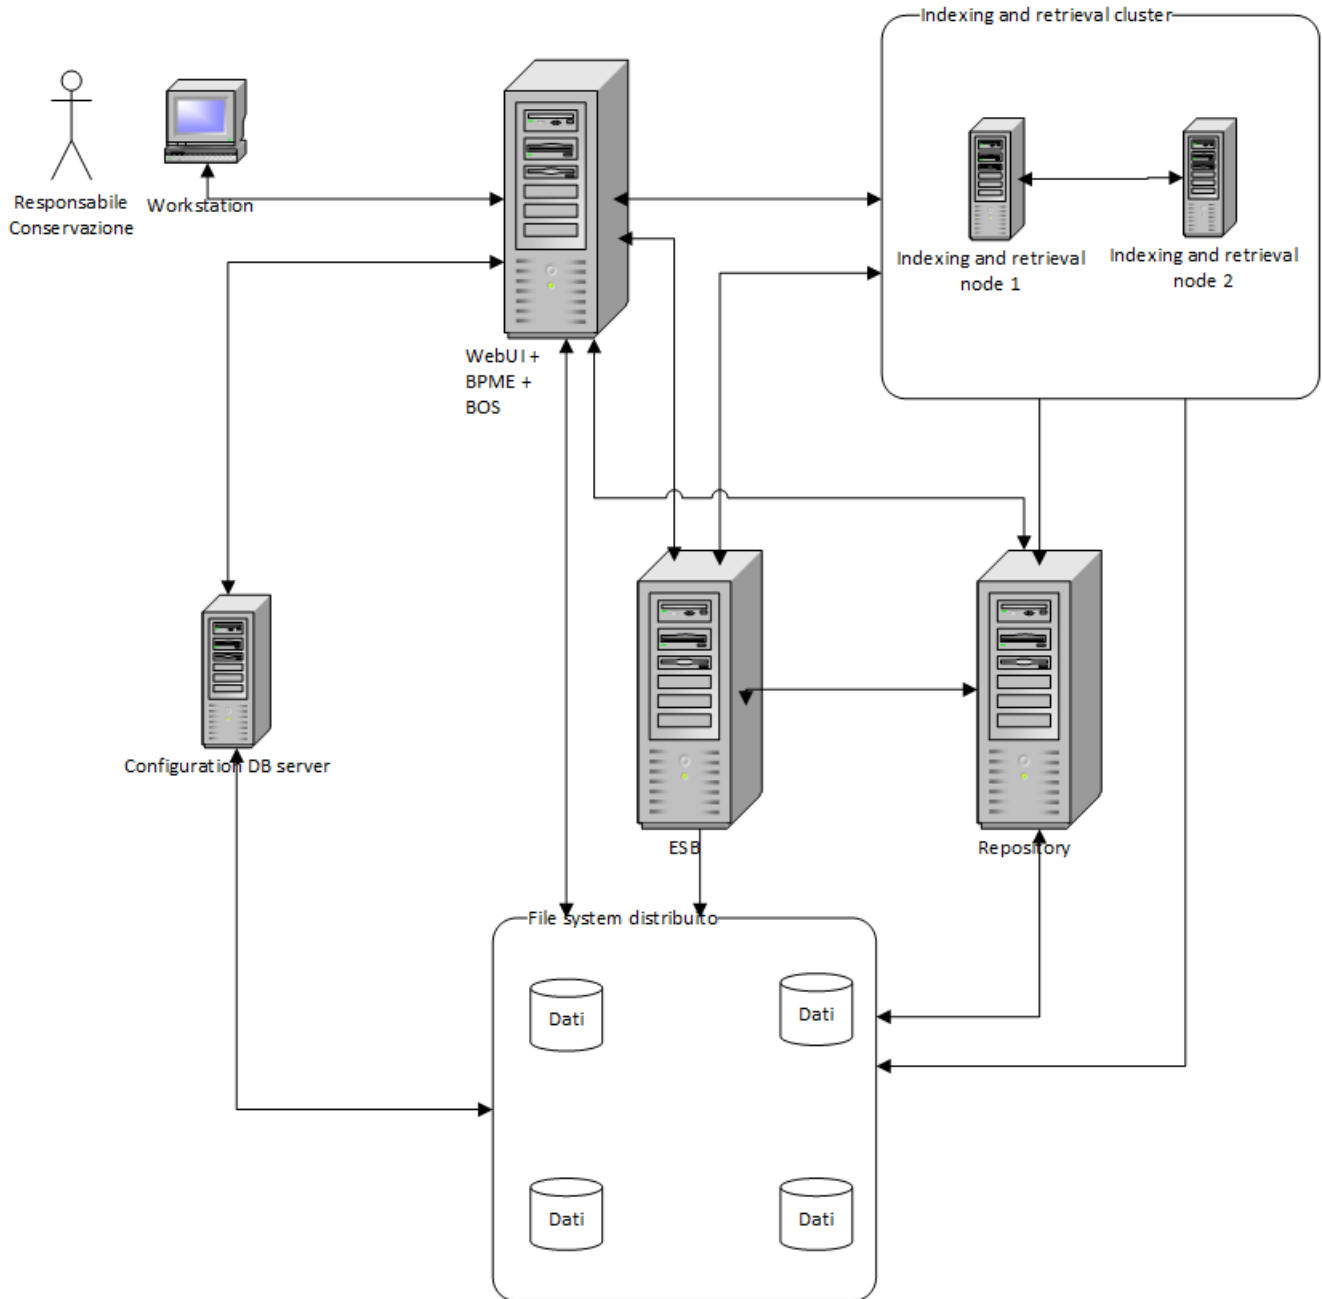 Indexing and retrieval cluster
Responsabile
Conservazione
Workstation
Indexing and retrieval
node 1
Indexing and retrieval
node 2
WebUI +
BPME +
BOS
Configuration DB server
ESB
Repository
File system distribuito
Dati
Dati
Dati
Dati